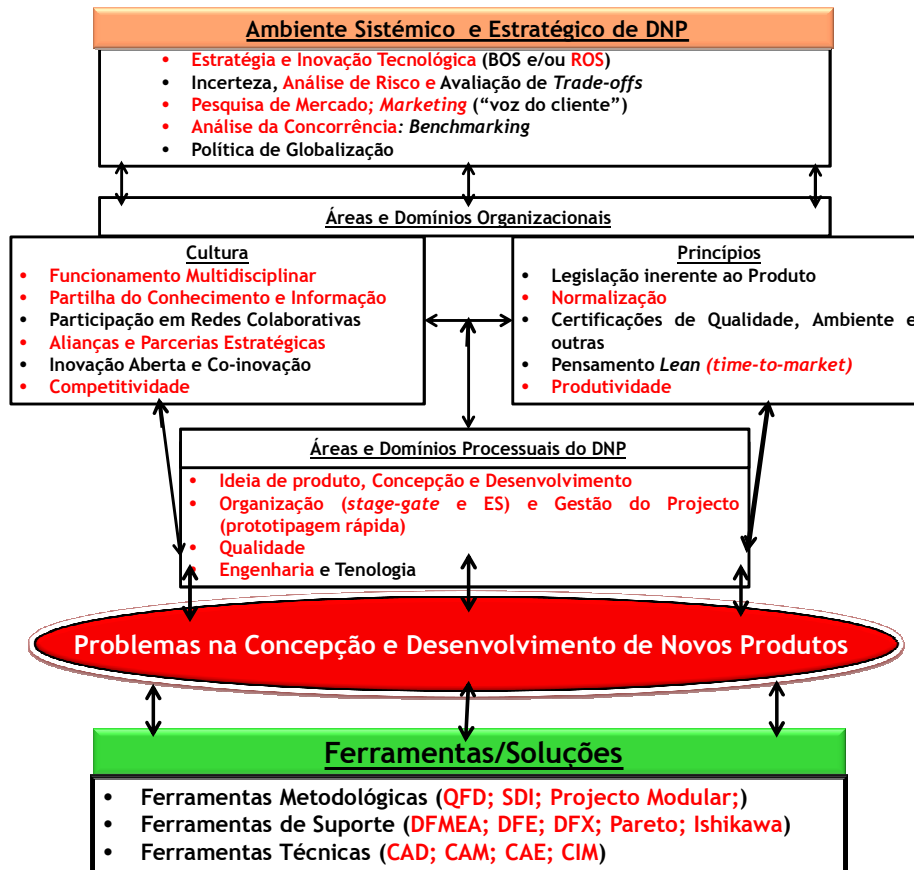 Ambiente Sistémico e Estratégico de DNP
• Estratégia e Inovação Tecnológica (BOS e/ou ROS)
• Incerteza, Análise de Risco e Avaliação de Trade-offs
• Pesquisa de Mercado; Marketing (“voz do cliente”)
• Análise da Concorrência: Benchmarking
• Política de Globalização
Áreas e Domínios Organizacionais
Cultura
• Funcionamento Multidisciplinar
• Partilha do Conhecimento e Informação
• Participação em Redes Colaborativas
• Alianças e Parcerias Estratégicas
• Inovação Aberta e Co-inovação
• Competitividade
Princípios
• Legislação inerente ao Produto
• Normalização
• Certificações de Qualidade, Ambiente e
outras
• Pensamento Lean (time-to-market)
• Produtividade
Áreas e Domínios Processuais do DNP
• Ideia de produto, Concepção e Desenvolvimento
• Organização (stage-gate e ES) e Gestão do Projecto
(prototipagem rápida)
• Qualidade
• Engenharia e Tenologia
Problemas na Concepção e Desenvolvimento de Novos Produtos
Ferramentas/Soluções
• Ferramentas Metodológicas (QFD; SDI; Projecto Modular;)
• Ferramentas de Suporte (DFMEA; DFE; DFX; Pareto; Ishikawa)
• Ferramentas Técnicas (CAD; CAM; CAE; CIM)